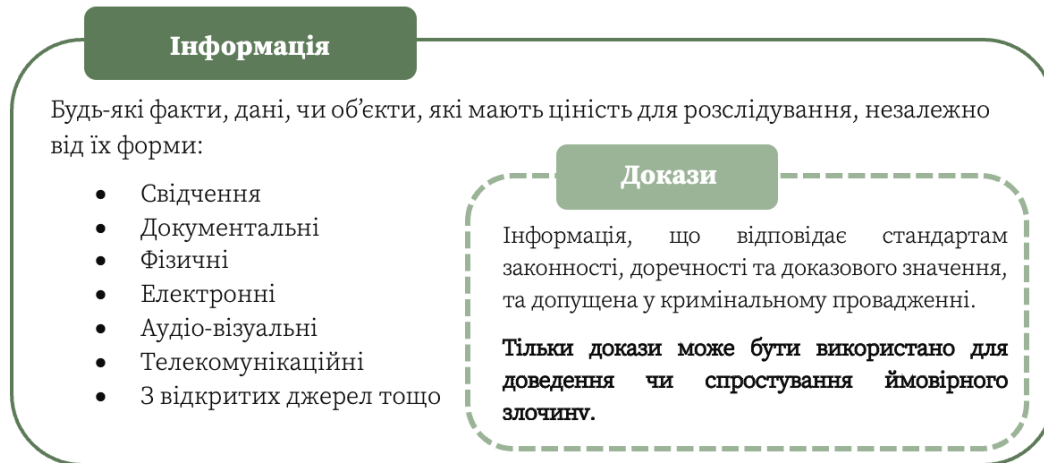 Інформація
Будь-які факти, дані, чи об’єкти, які мають цінність для розслідування, незалежно
від їх форми:
• Свідчення
• Документальні
• Фізичні
• Електронні
• Аудіо-візуальні
• Телекомунікаційні
• З відкритих джерел тощо
Докази
Інформація, що відповідає стандартам
законності, доречності та доказового значення,
та допущена у кримінальному провадженні.
Тільки докази може бути використано для
доведення чи спростування ймовірного
злочину.